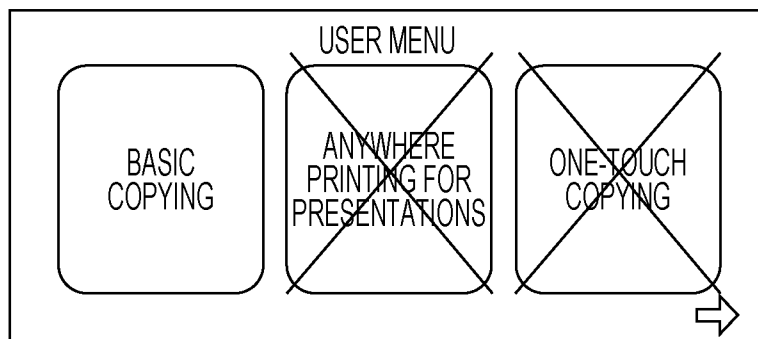 USER MENU
BASIC
COPYING
ANYWHERE
PRINTING FOR
PRESENTATIONS
ONE-TOUCH
COPYING